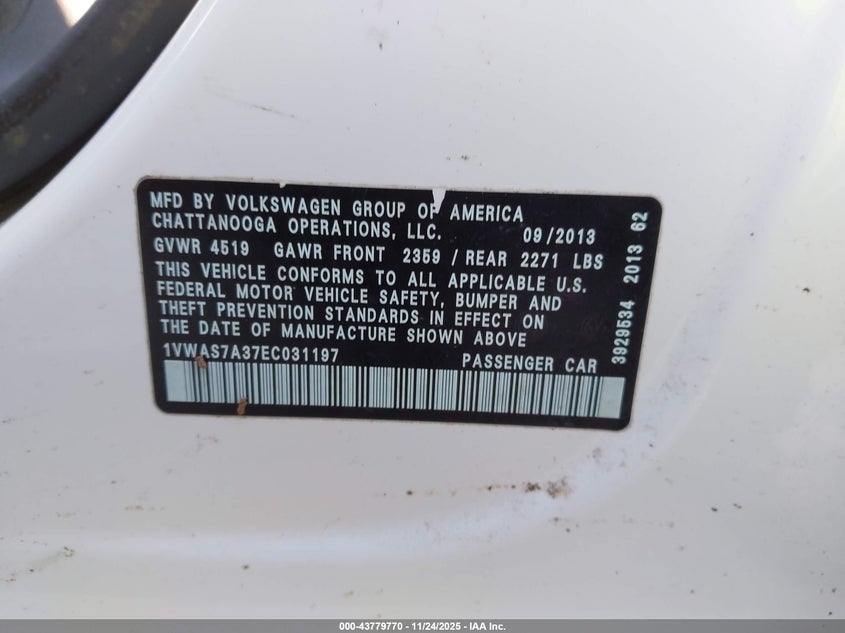 MFD BY VOLKSWAGEN GROUP OF AMERICA
CHATTANOOGA OPERATIONS, LLC. 09/2013
GVWR 4519 GAWR FRONT 2359 / REAR 2271 LBS
THIS VEHICLE CONFORMS TO ALL APPLICABLE U.S.
FEDERAL MOTOR VEHICLE SAFETY, BUMPER AND
THEFT PREVENTION STANDARDS IN EFFECT ON
THE DATE OF MANUFACTURE SHOWN ABOVE
1VWAS7A37EC031197 PASSENGER CAR
3929534 2013 62
000-43779770 - 11/24/2025 - IAA Inc.